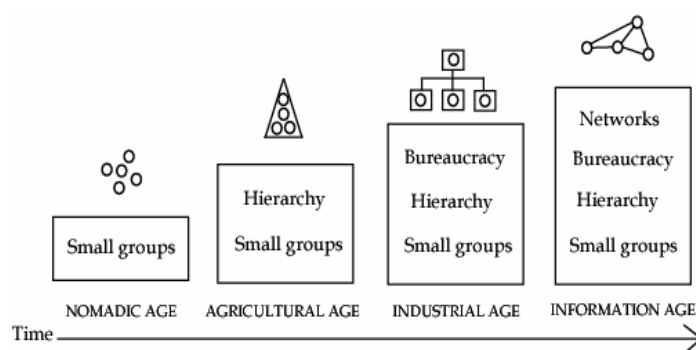 Small groups
Hierarchy
Small groups
Bureaucracy
Hierarchy
Small groups
Networks
Bureaucracy
Hierarchy
Small groups
NOMADIC AGE
AGRICULTURAL AGE
INDUSTRIAL AGE
INFORMATION AGE
Time